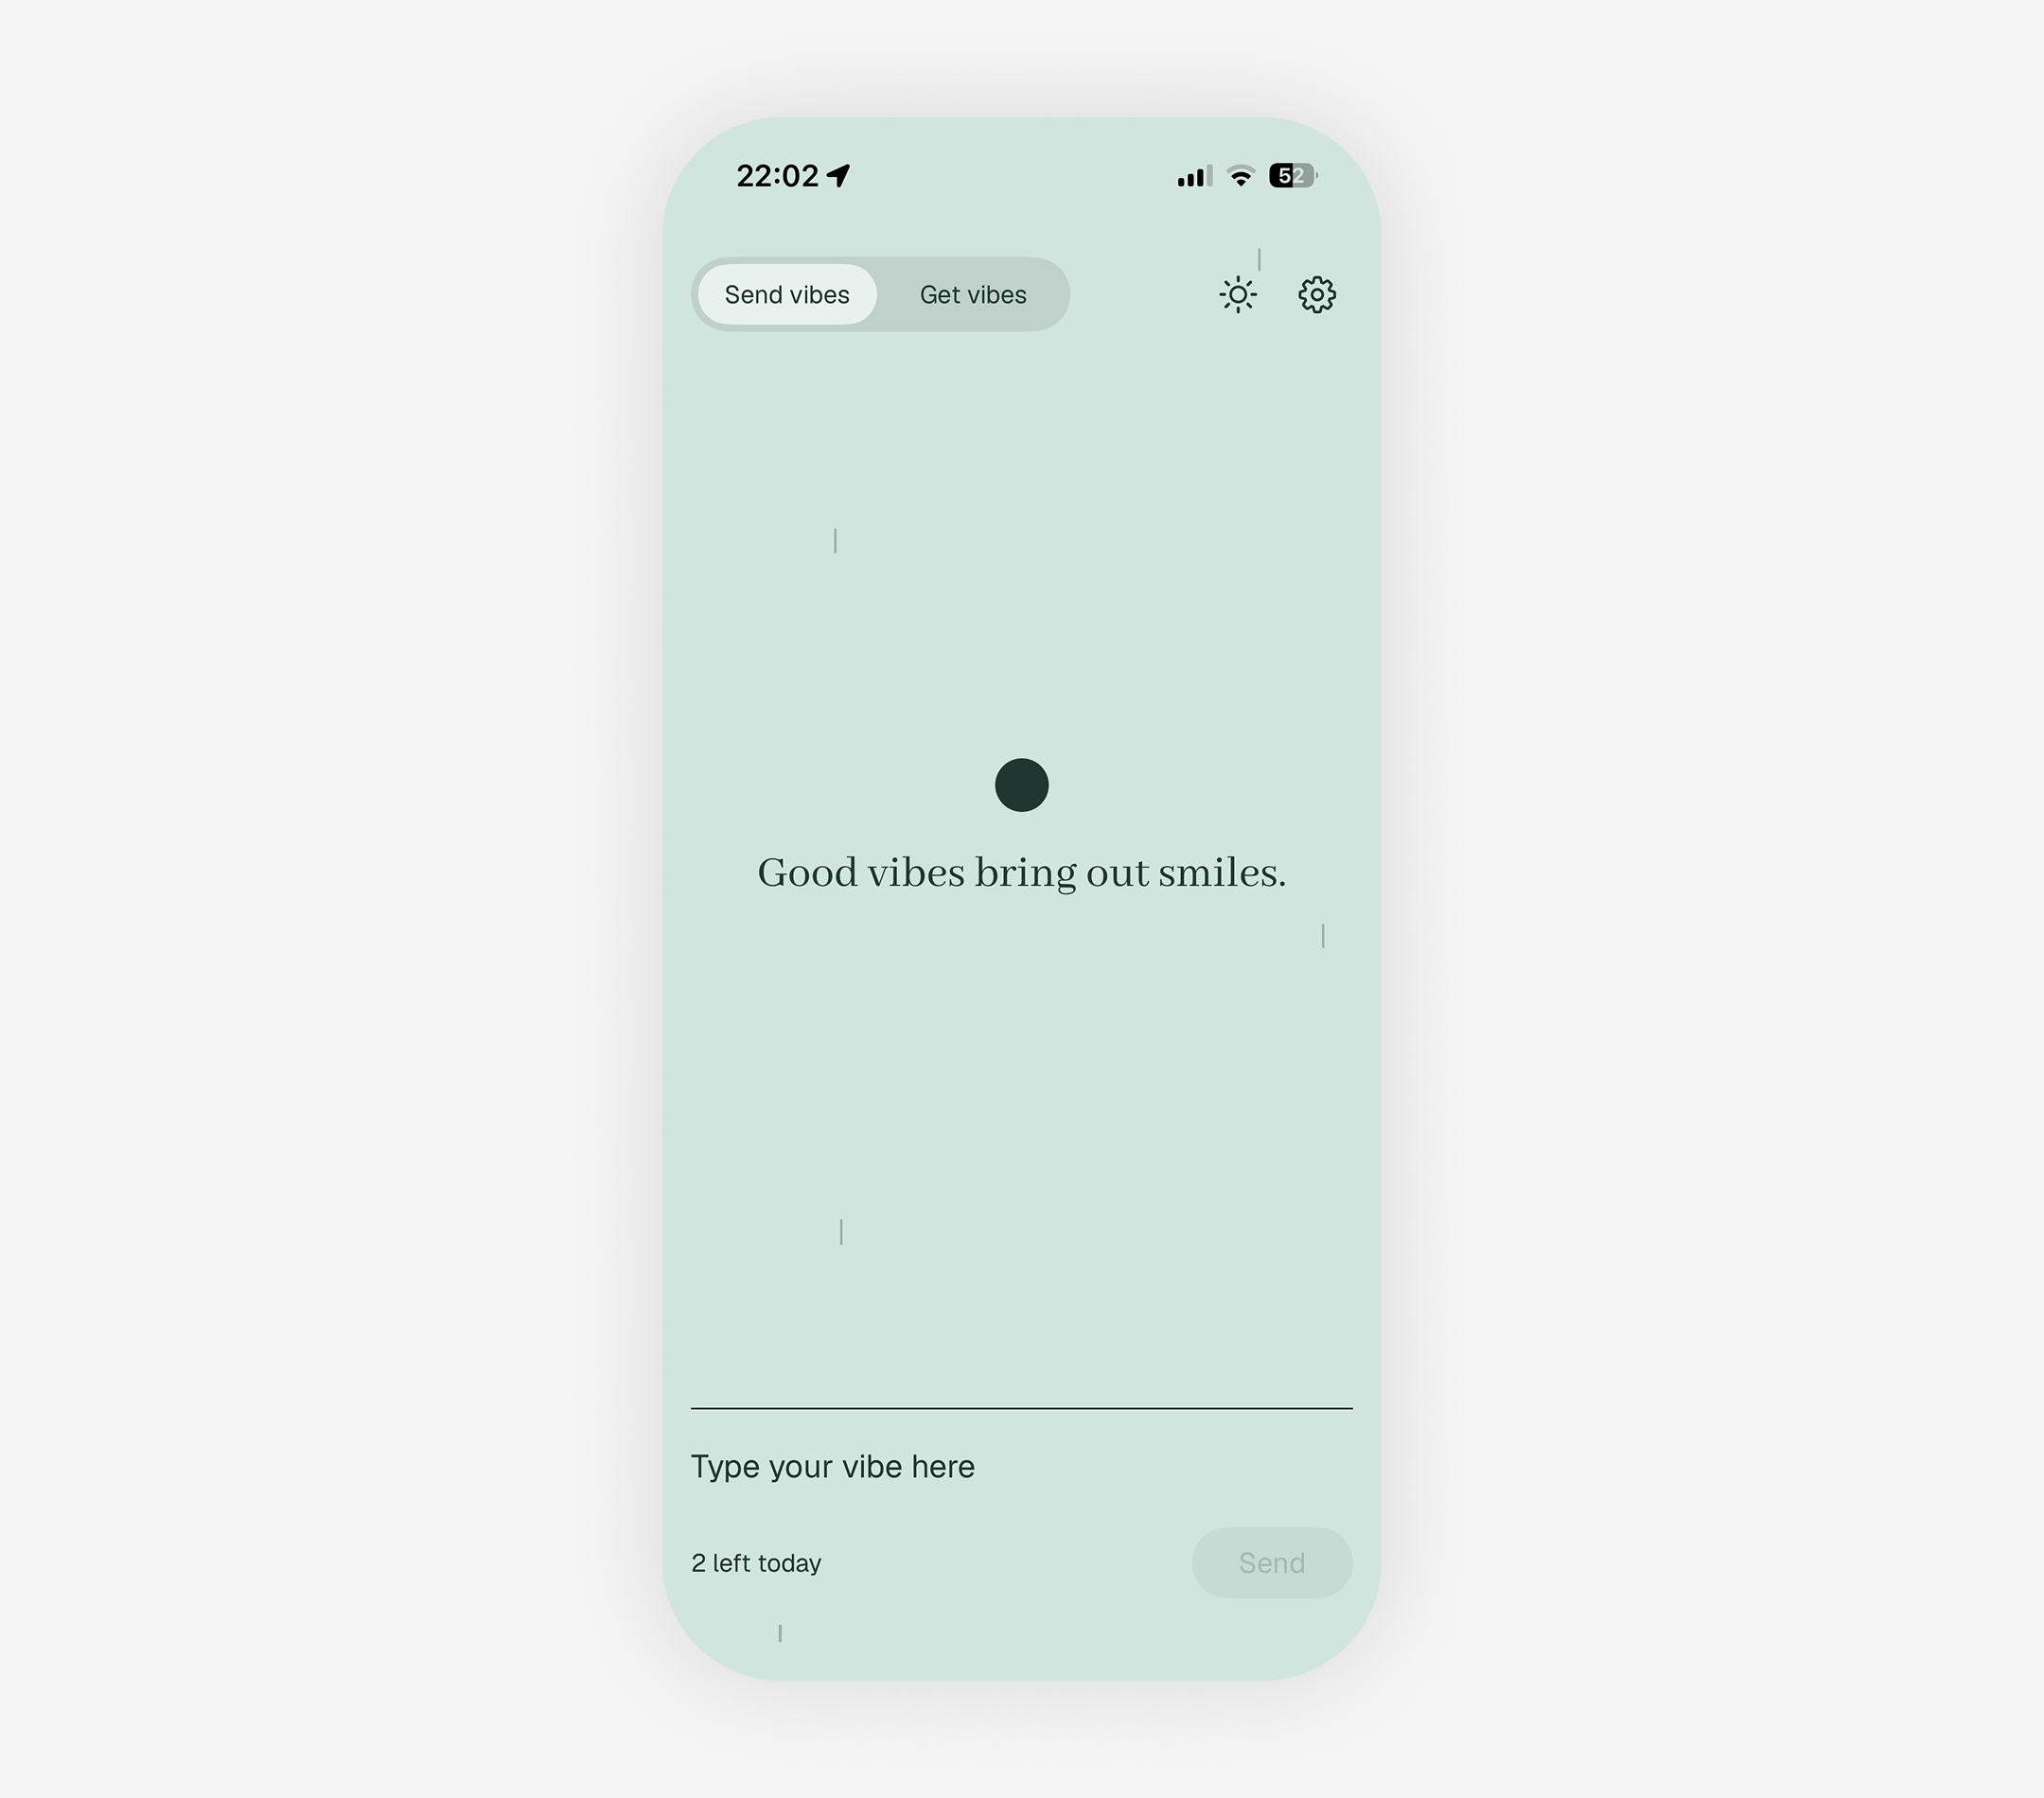 22:02
52
Send vibes
Get vibes
Good vibes bring out smiles.
Type your vibe here
2 left today
Send